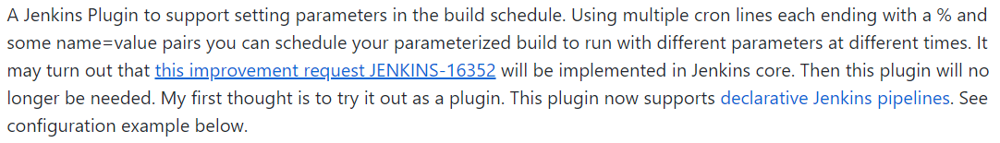 A Jenkins Plugin to support setting parameters in the build schedule. Using multiple cron lines each ending with a % and
some name=value pairs you can schedule your parameterized build to run with different parameters at different times. It
may turn out that this improvement request JENKINS-16352 will be implemented in Jenkins core. Then this plugin will no
longer be needed. My first thought is to try it out as a plugin. This plugin now supports declarative Jenkins pipelines. See
configuration example below.